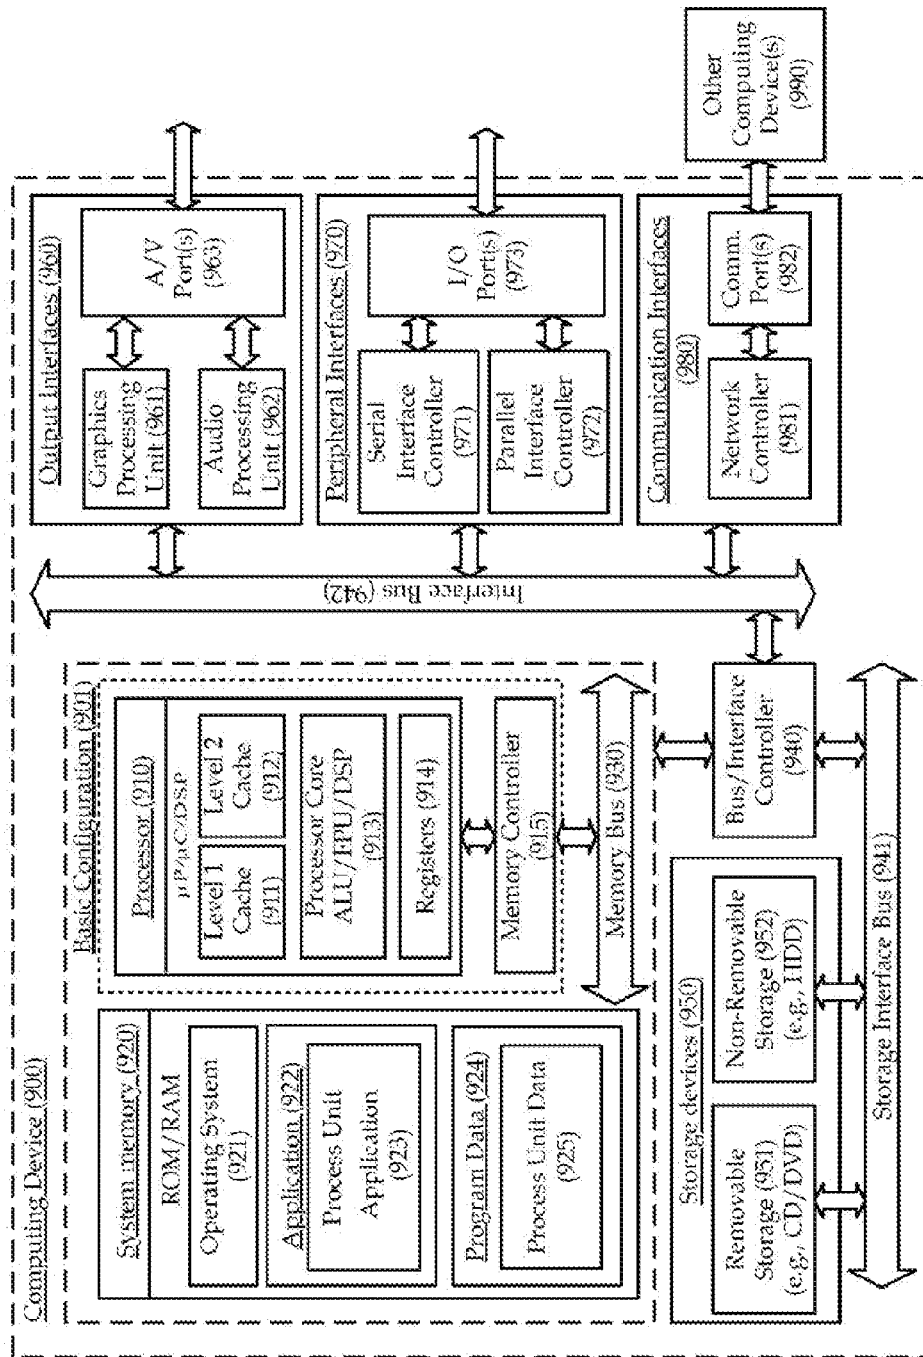 Computing Device (900)
Basic Configuration (901)
System memory (920)
ROM/RAM
Operating System
(921)
Application (922)
Process Unit
Application
(923)
Program Data (924)
Process Unit Data
(925)
Processor (910)
µP/µC/DSP
Level 1
Cache
(911)
Level 2
Cache
(912)
Processor Core
ALU/FPU/DSP
(913)
Registers (914)
Memory Controller
(915)
Memory Bus (930)
Storage devices (950)
Removable
Storage (951)
(e.g., CD/DVD)
Non-Removable
Storage (952)
(e.g., HDD)
Bus/Interface
Controller
(940)
Storage Interface Bus (941)
Interface Bus (942)
Output Interfaces (960)
Graphics
Processing
Unit (961)
Audio
Processing
Unit (962)
A/V
Port(s)
(963)
Peripheral Interfaces (970)
Serial
Interface
Controller
(971)
Parallel
Interface
Controller
(972)
I/O
Port(s)
(973)
Communication Interfaces
(980)
Network
Controller
(981)
Comm.
Port(s)
(982)
Other
Computing
Device(s)
(990)